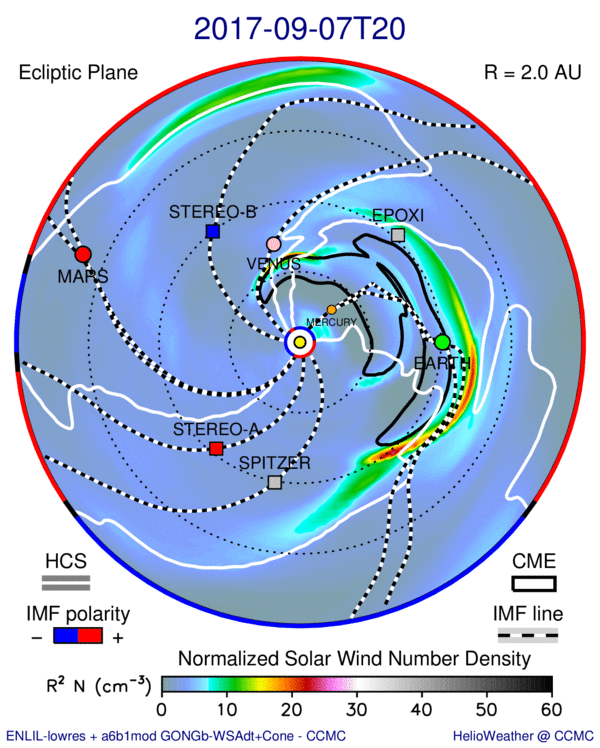 2017-09-07T20
Ecliptic Plane
R = 2.0 AU
STEREO-B
EPOXI
VENUS
MARS
MERCURY
EARTH
STEREO-A
SPITZER
HCS
CME
IMF polarity
IMF line
− +
Normalized Solar Wind Number Density
R² N (cm⁻³)
0 10 20 30 40 50 60
ENLIL-lowres + a6b1mod GONGb-WSAdt+Cone - CCMC
HelioWeather @ CCMC